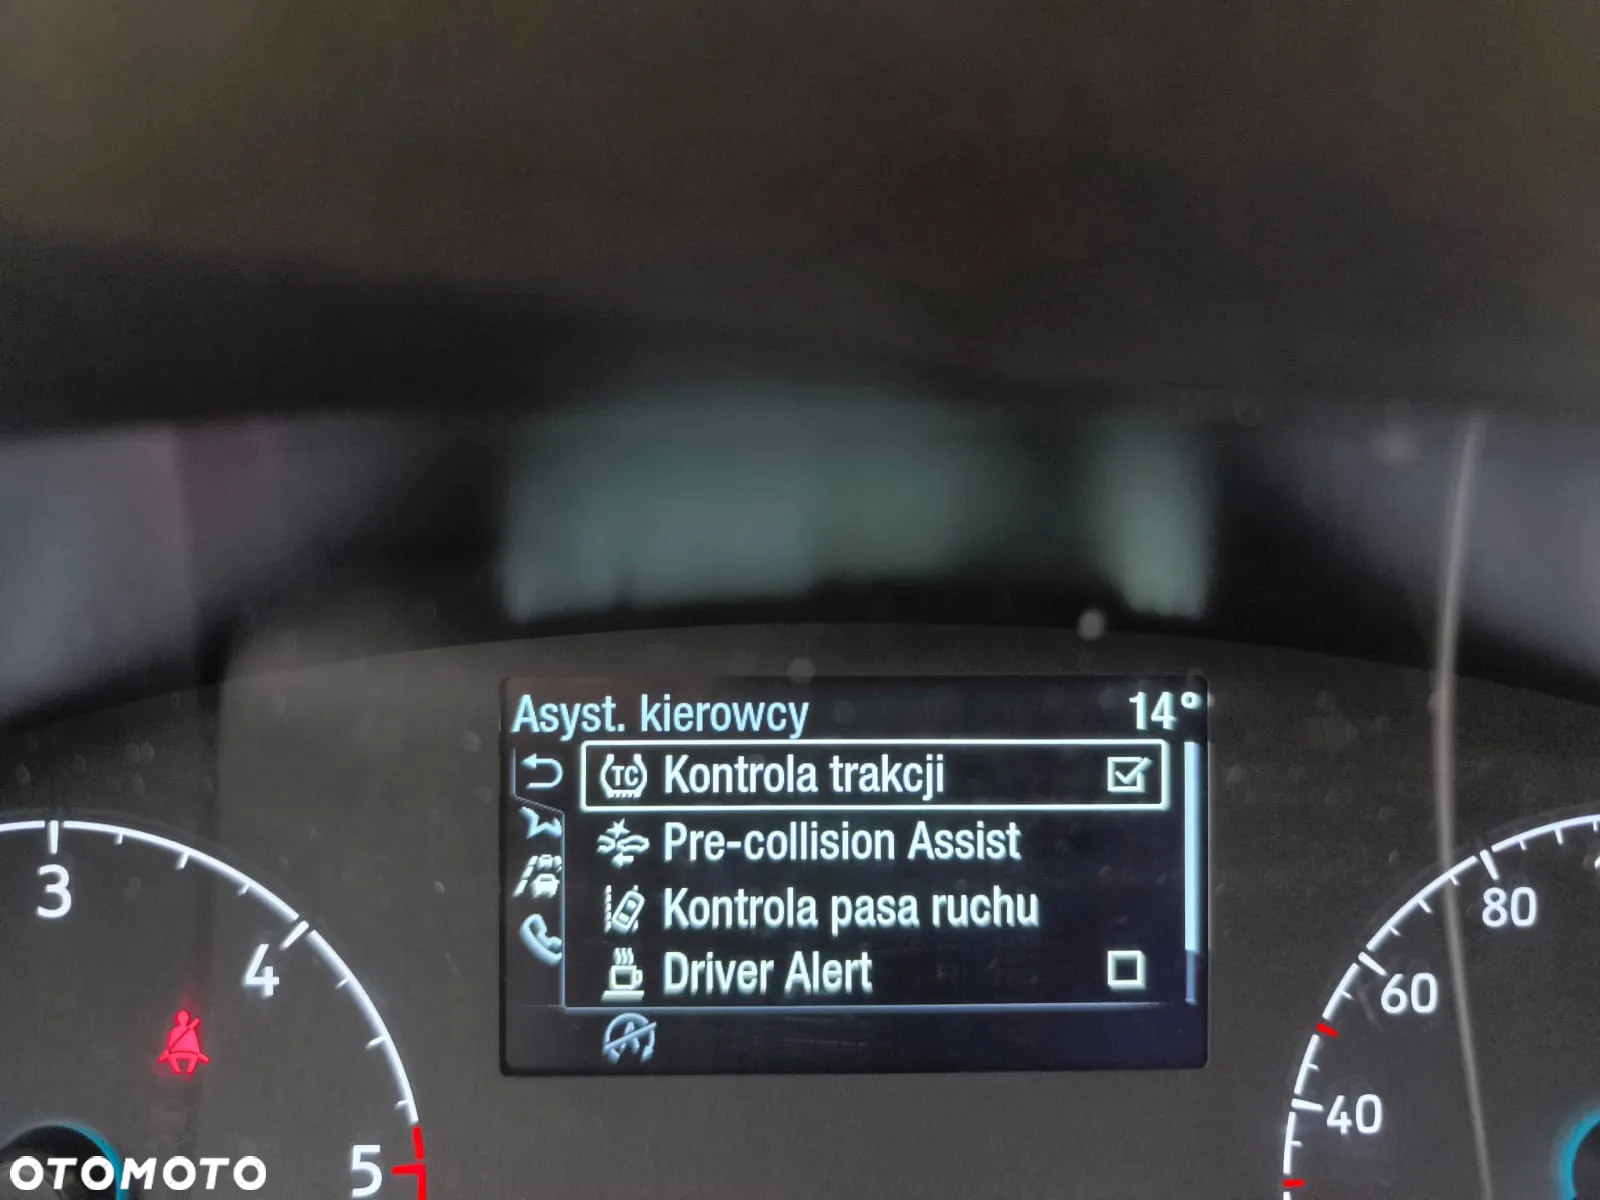 Asyst. kierowcy 14°
TC Kontrola trakcji
Pre-collision Assist
Kontrola pasa ruchu
Driver Alert
A
3
4
5
80
60
40
OTOMOTO